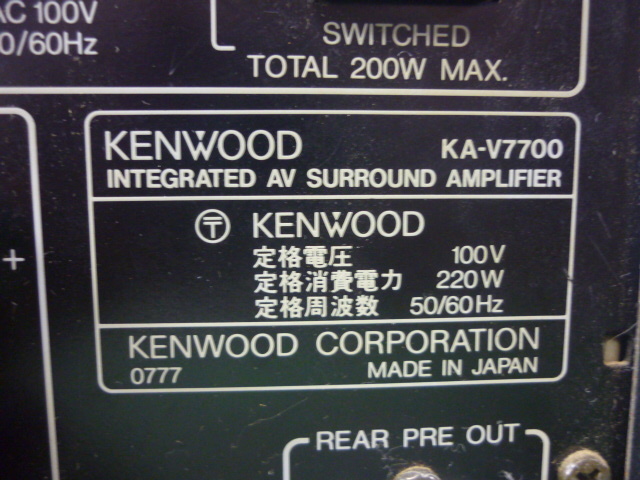 AC 100V
50/60Hz
SWITCHED
TOTAL 200W MAX.
KENWOOD KA-V7700
INTEGRATED AV SURROUND AMPLIFIER
〒 KENWOOD
定格電圧 100V
定格消費電力 220W
定格周波数 50/60Hz
KENWOOD CORPORATION
0777 MADE IN JAPAN
+
REAR PRE OUT